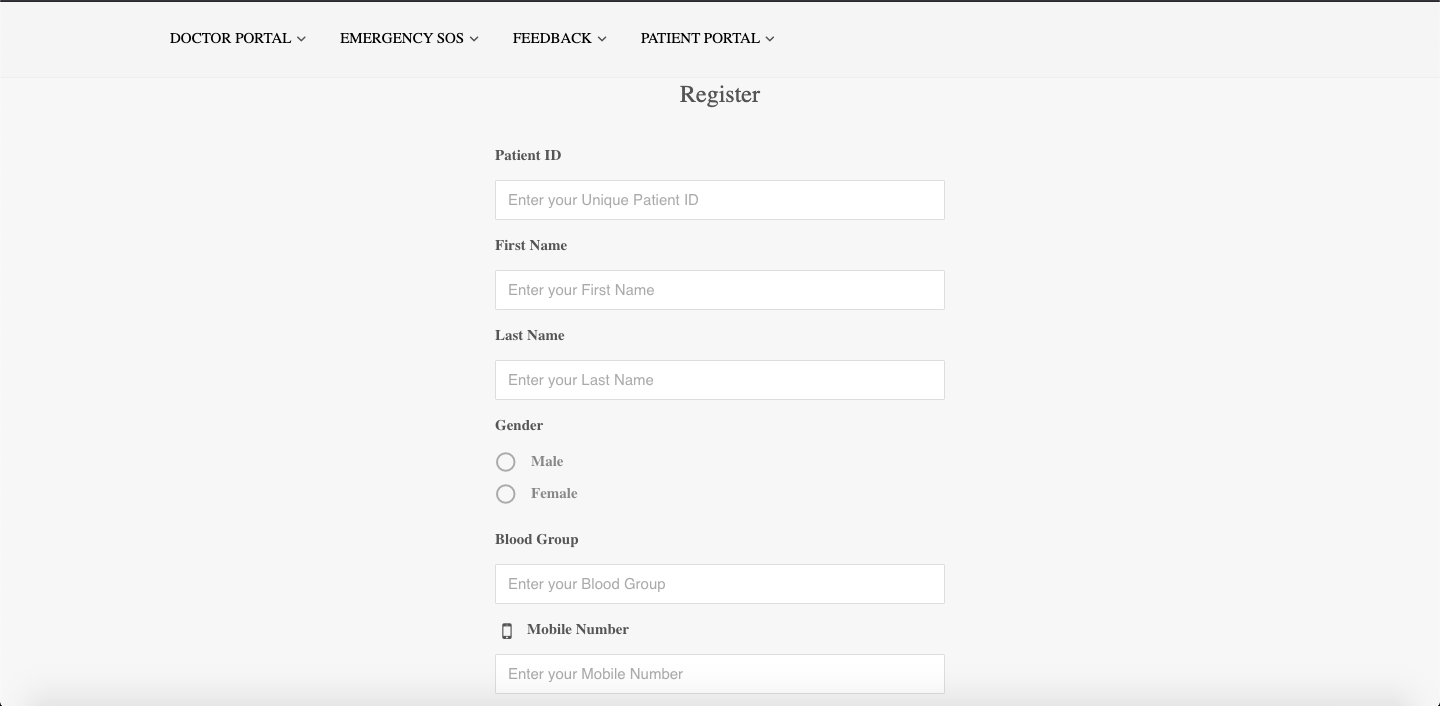 DOCTOR PORTAL EMERGENCY SOS FEEDBACK PATIENT PORTAL
Register
Patient ID
Enter your Unique Patient ID
First Name
Enter your First Name
Last Name
Enter your Last Name
Gender
Male
Female
Blood Group
Enter your Blood Group
Mobile Number
Enter your Mobile Number